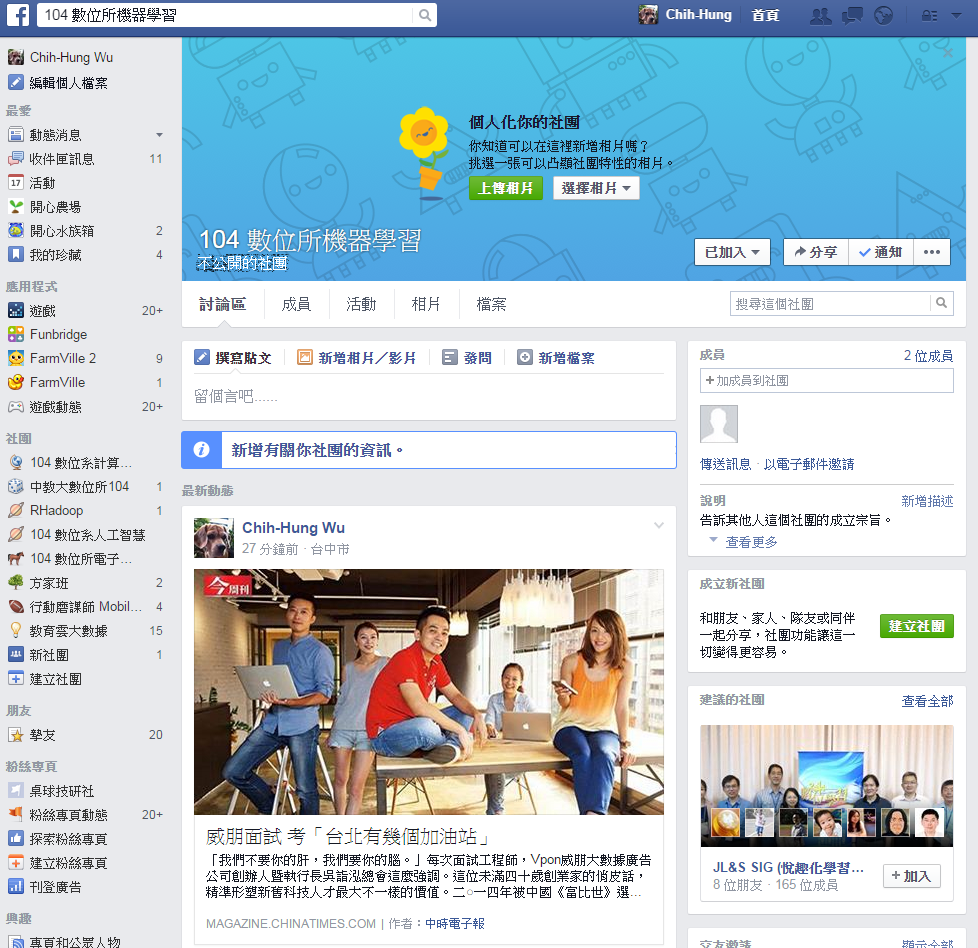 104 數位所機器學習
Chih-Hung 首頁
Chih-Hung Wu
編輯個人檔案
最愛
動態消息
收件匣訊息 11
17 活動
開心農場
開心水族箱 2
我的珍藏 4
應用程式
遊戲 20+
Funbridge
FarmVille 2 9
FarmVille 1
遊戲動態 20+
社團
104 數位系計算...
中教大數位所104 1
RHadoop 1
104 數位系人工智慧
104 數位所電子...
方家班 2
行動麼謀師 Mobil... 4
教育雲大數據 15
新社團 1
建立社團
朋友
摯友 20
粉絲專頁
桌球技研社
粉絲專頁動態 20+
探索粉絲專頁
建立粉絲專頁
刊登廣告
興趣
專頁和公眾人物
個人化你的社團
你知道可以在這裡新增相片嗎？
挑選一張可以凸顯社團特性的相片。
上傳相片 選擇相片
104 數位所機器學習
不公開的社團
已加入 分享 通知 •••
討論區 成員 活動 相片 檔案
搜尋這個社團
撰寫貼文 新增相片／影片 發問 新增檔案
留個言吧......
新增有關你社團的資訊。
最新動態
Chih-Hung Wu
27 分鐘前 · 台中市
今周刊
威朋面試 考「台北有幾個加油站」
「我們不要你的肝，我們要你的腦。」每次面試工程師，Vpon威朋大數據廣告
公司創辦人暨執行長吳詣泓總會這麼強調。這位未滿四十歲創業家的俏皮話，
精準形塑新舊科技人才最大不一樣的價值。二○一四年被中國《富比世》選...
MAGAZINE.CHINATIMES.COM | 作者：中時電子報
成員 2 位成員
+加成員到社團
傳送訊息 · 以電子郵件邀請
說明 新增描述
告訴其他人這個社團的成立宗旨。
查看更多
成立新社團
和朋友、家人、隊友或同伴
一起分享，社團功能讓這一
切變得更容易。
建立社團
建議的社團 查看全部
JL&S SIG (悅趣化學習...
8 位朋友 · 165 位成員
+加入
交友邀請 顯示全部